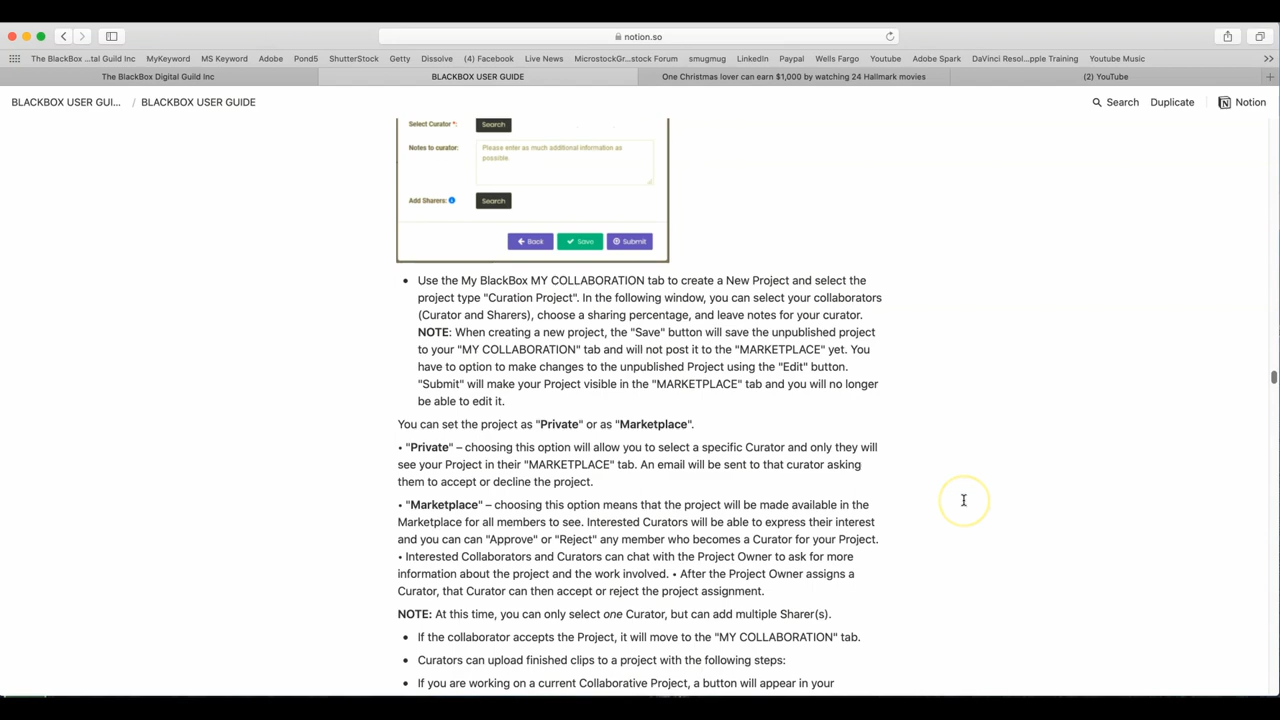 notion.so
The BlackBox ...tal Guild Inc MyKeyword MS Keyword Adobe Pond5 ShutterStock Getty Dissolve (4) Facebook Live News MicrostockGr...stock Forum smugmug LinkedIn Paypal Wells Fargo Youtube Adobe Spark DaVinci Resol...pple Training Youtube Music
The BlackBox Digital Guild Inc BLACKBOX USER GUIDE One Christmas lover can earn $1,000 by watching 24 Hallmark movies (2) YouTube
BLACKBOX USER GUI... / BLACKBOX USER GUIDE Search Duplicate Notion
Select Curator *: Search
Notes to curator: Please enter as much additional information as
possible.
Add Sharers: Search
Back Save Submit
• Use the My BlackBox MY COLLABORATION tab to create a New Project and select the
project type "Curation Project". In the following window, you can select your collaborators
(Curator and Sharers), choose a sharing percentage, and leave notes for your curator.
NOTE: When creating a new project, the "Save" button will save the unpublished project
to your "MY COLLABORATION" tab and will not post it to the "MARKETPLACE" yet. You
have to option to make changes to the unpublished Project using the "Edit" button.
"Submit" will make your Project visible in the "MARKETPLACE" tab and you will no longer
be able to edit it.
You can set the project as "Private" or as "Marketplace".
• "Private" – choosing this option will allow you to select a specific Curator and only they will
see your Project in their "MARKETPLACE" tab. An email will be sent to that curator asking
them to accept or decline the project.
• "Marketplace" – choosing this option means that the project will be made available in the
Marketplace for all members to see. Interested Curators will be able to express their interest
and you can can "Approve" or "Reject" any member who becomes a Curator for your Project.
• Interested Collaborators and Curators can chat with the Project Owner to ask for more
information about the project and the work involved. • After the Project Owner assigns a
Curator, that Curator can then accept or reject the project assignment.
NOTE: At this time, you can only select one Curator, but can add multiple Sharer(s).
• If the collaborator accepts the Project, it will move to the "MY COLLABORATION" tab.
• Curators can upload finished clips to a project with the following steps:
• If you are working on a current Collaborative Project, a button will appear in your